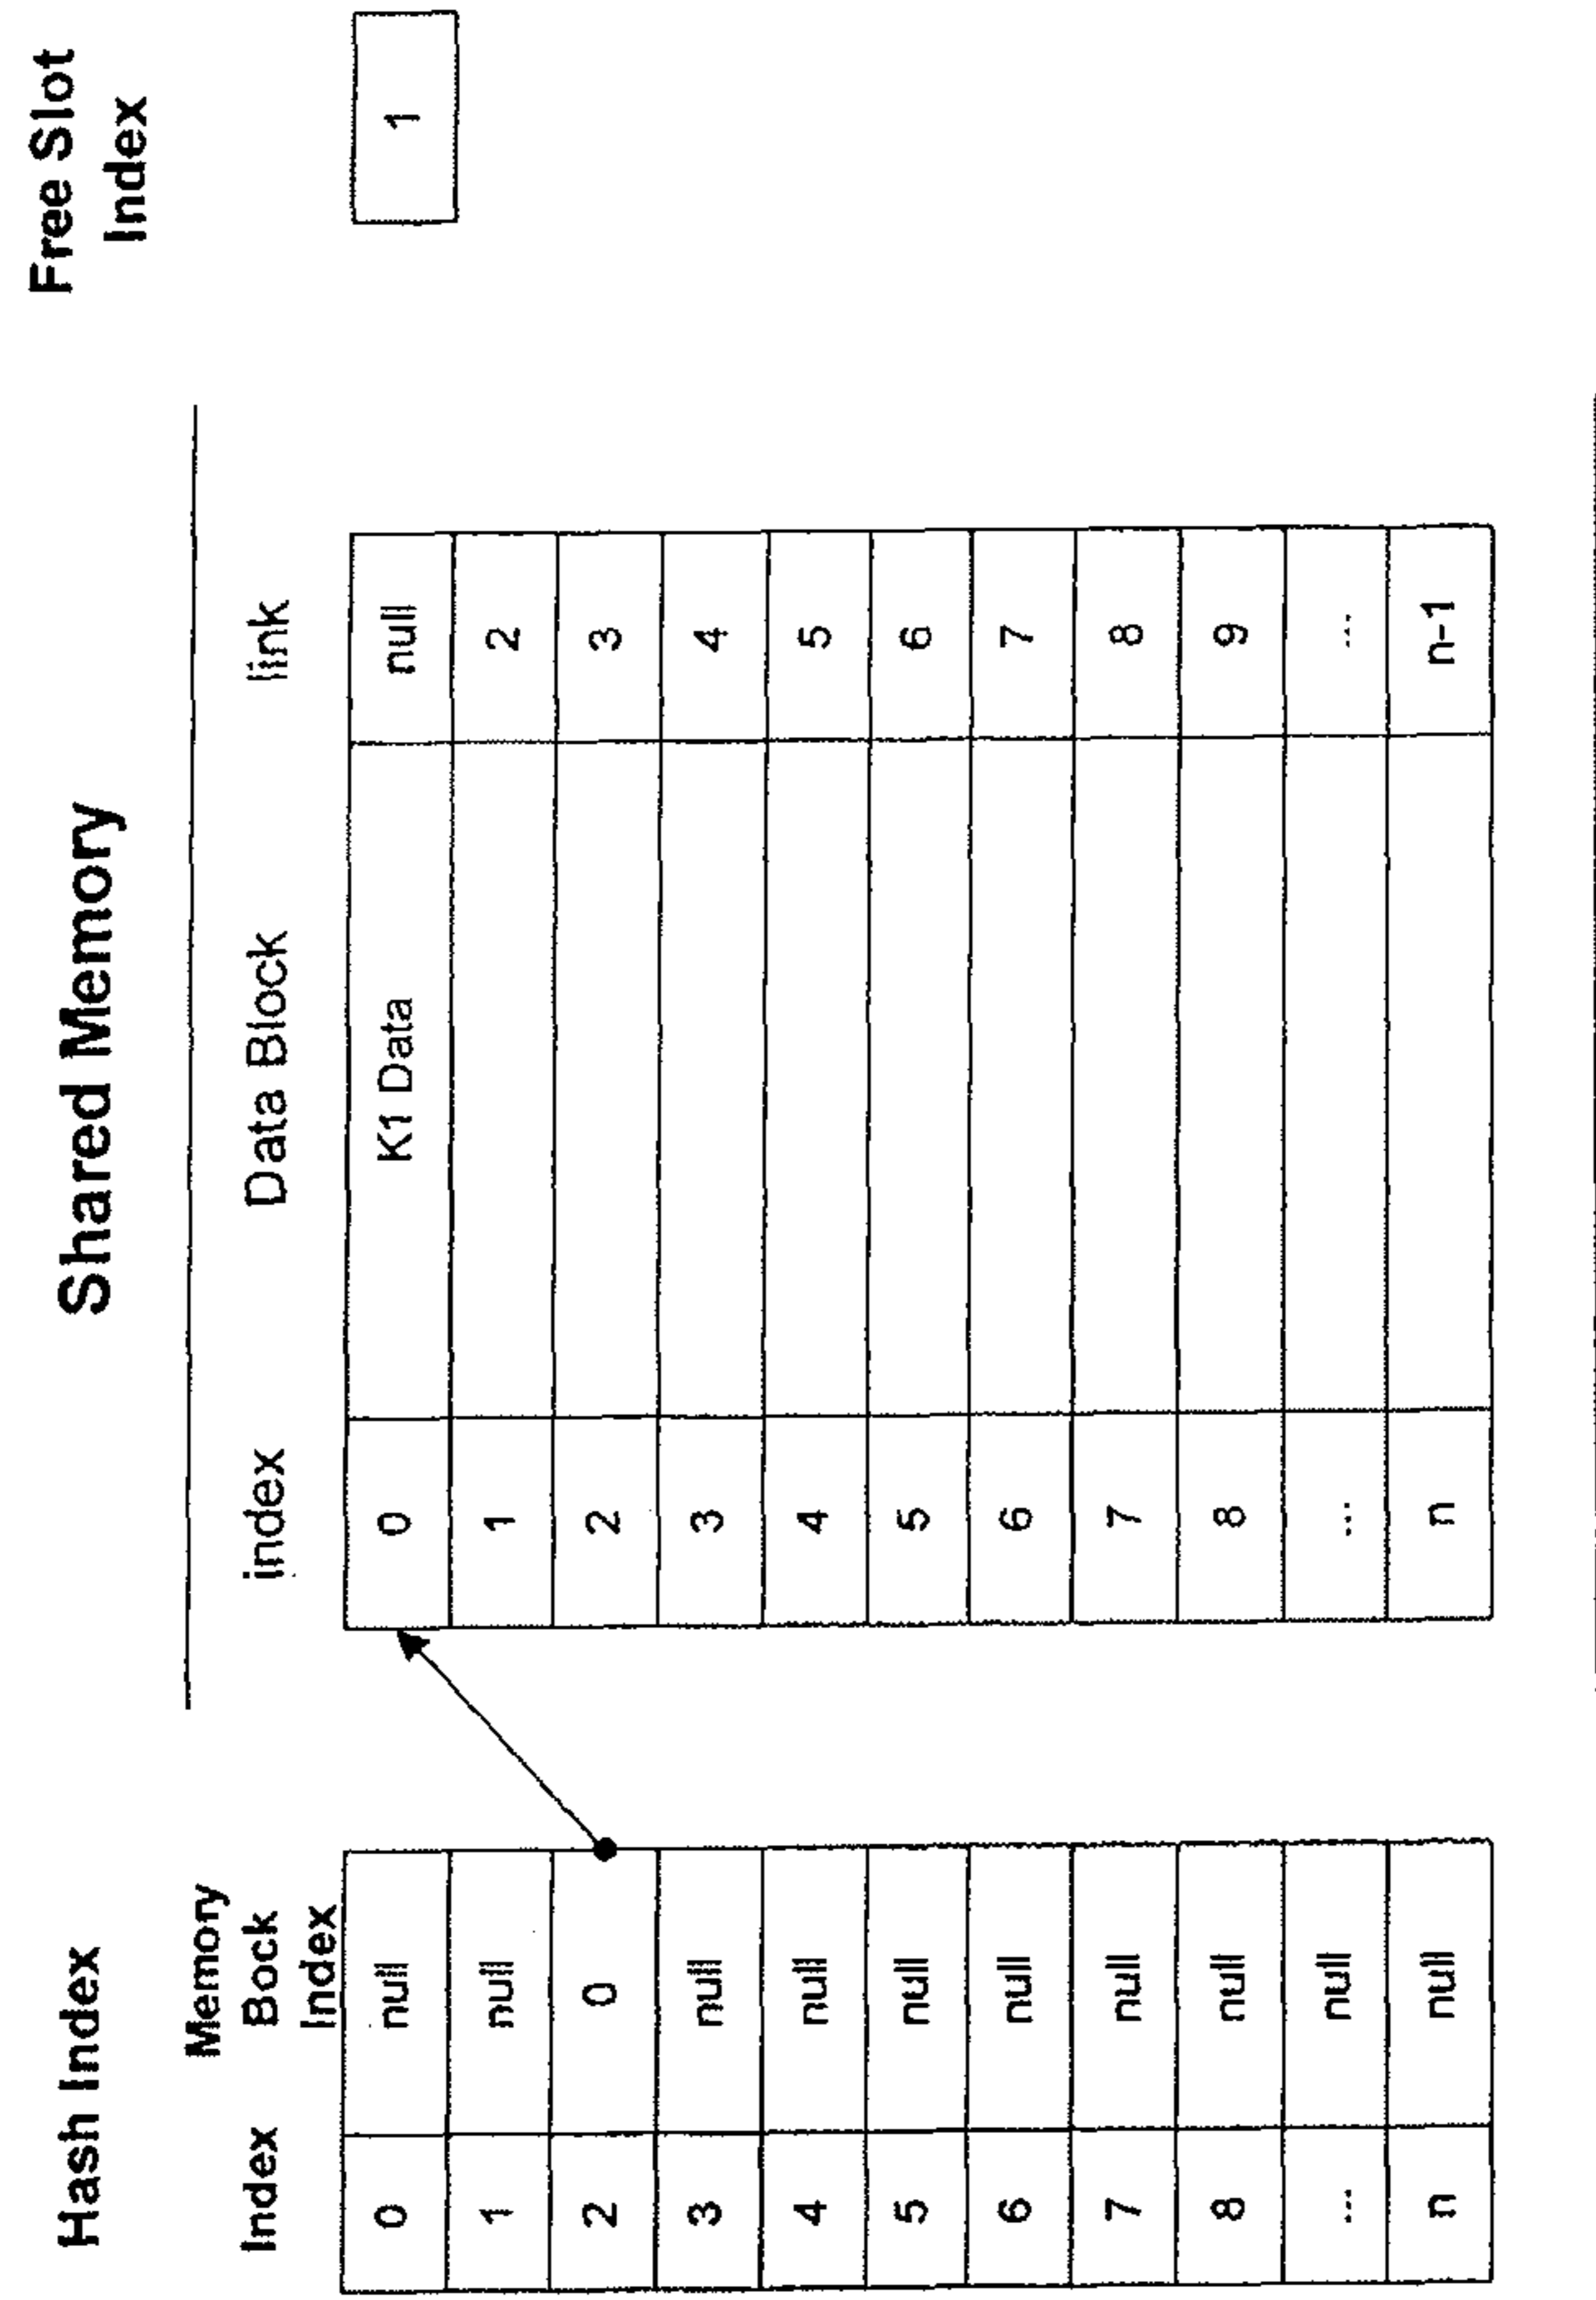 Hash Index
Shared Memory
Free Slot
Index
Index
Memory
Bock
Index
index
Data Block
link
0 null 0 K1 Data null 1
1 null 1 2
2 0 2 3
3 null 3 4
4 null 4 5
5 null 5 6
6 null 6 7
7 null 7 8
8 null 8 9
... null ... ...
n null n n-1